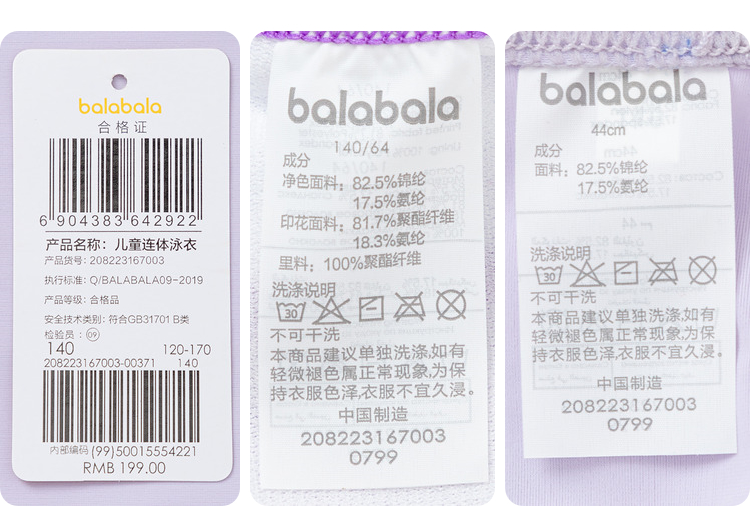 balabala
合格证
6 904383 642922
产品名称：儿童连体泳衣
产品货号：208223167003
执行标准：Q/BALABALA09-2019
产品等级：合格品
安全技术类别：符合GB31701 B类
检验员：09
140 120-170
208223167003-00371 140
内部编码 (99)50015554221
RMB 199.00
balabala
140/64
成分
净色面料：82.5%锦纶
17.5%氨纶
印花面料：81.7%聚酯纤维
18.3%氨纶
里料：100%聚酯纤维
洗涤说明
30
不可干洗
本商品建议单独洗涤,如有
轻微褪色属正常现象,为保
持衣服色泽,衣服不宜久浸。
中国制造
208223167003
0799
balabala
44cm
成分
面料：82.5%锦纶
17.5%氨纶
洗涤说明
30
不可干洗
本商品建议单独洗涤,如有
轻微褪色属正常现象,为保
持衣服色泽,衣服不宜久浸。
中国制造
208223167003
0799